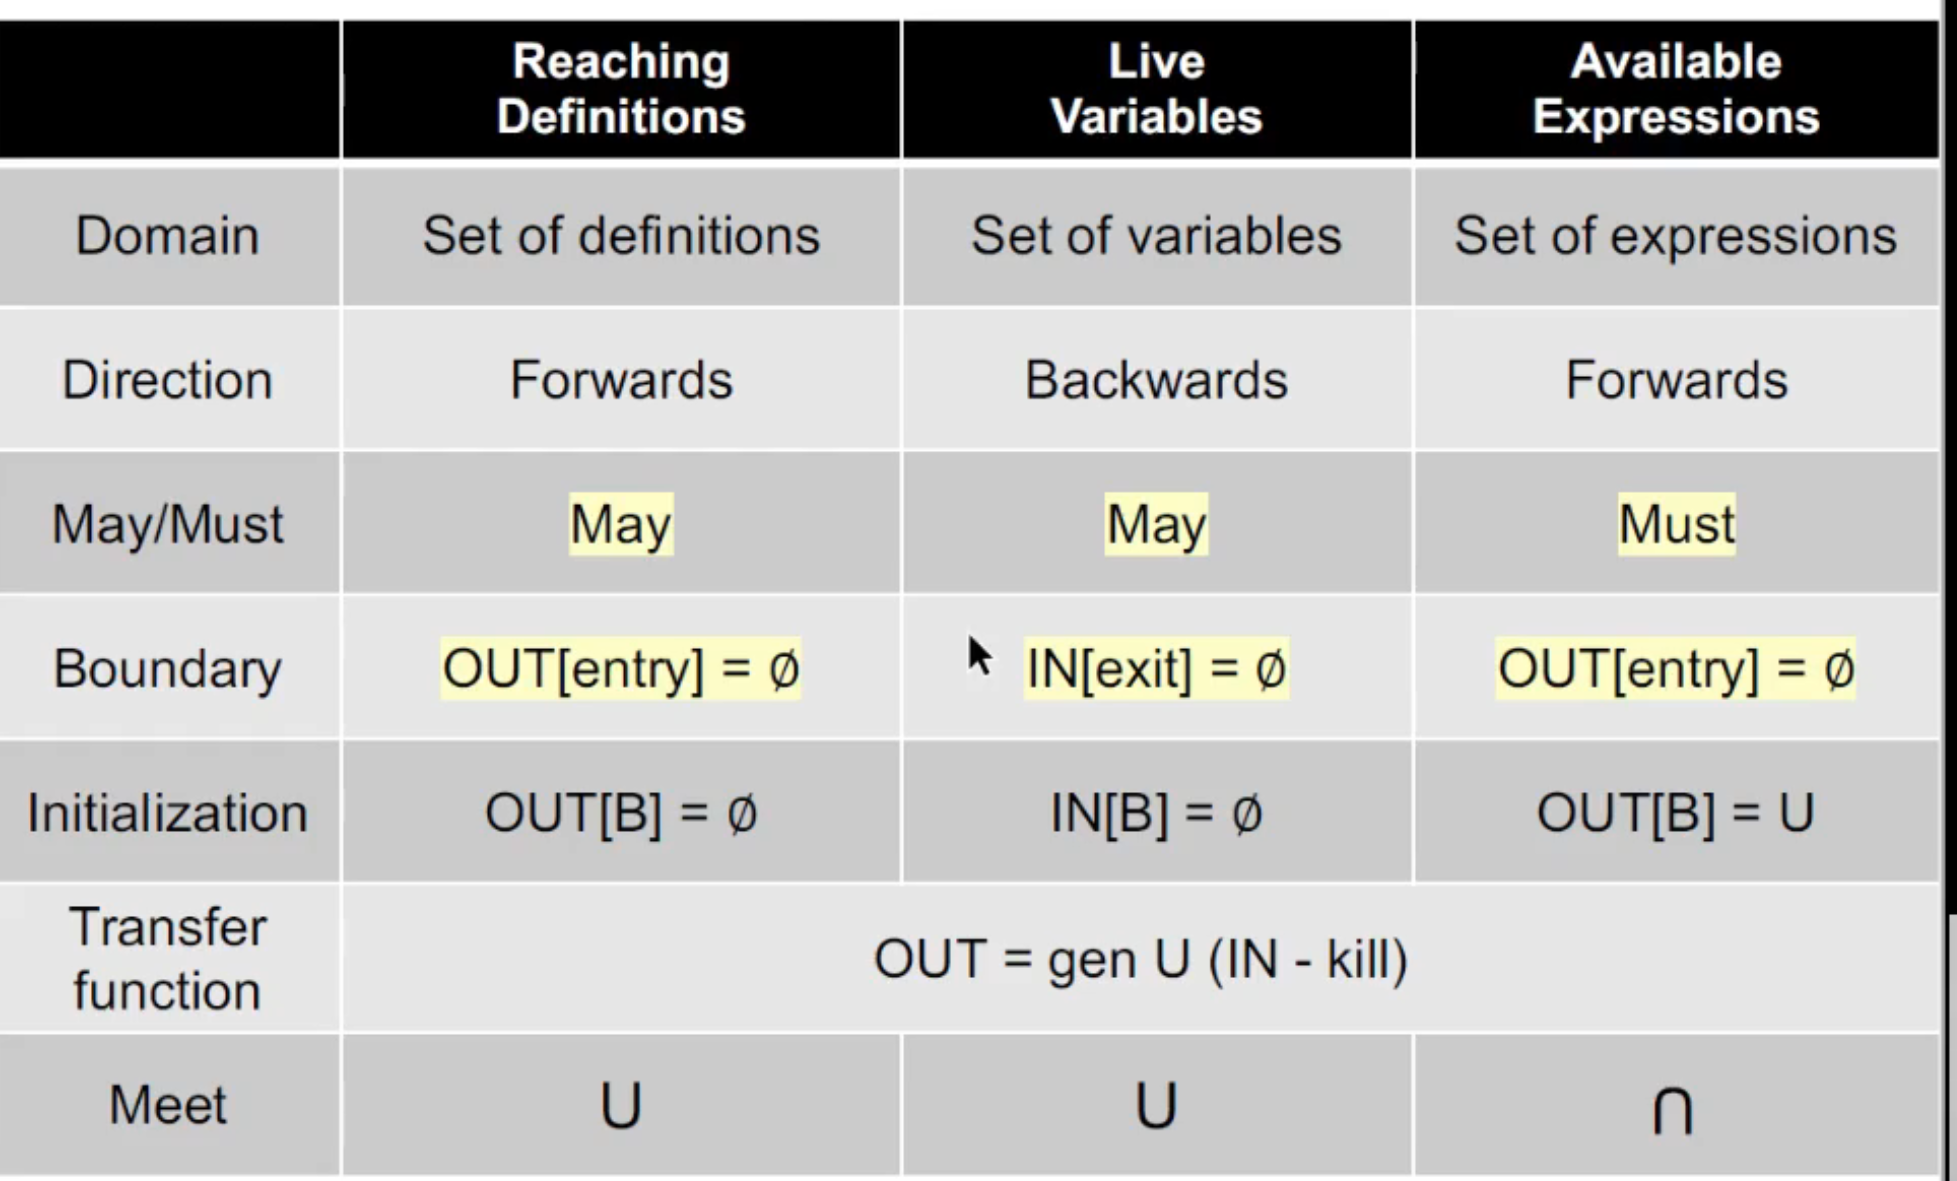 Reaching
Definitions
Live
Variables
Available
Expressions
Domain
Set of definitions
Set of variables
Set of expressions
Direction
Forwards
Backwards
Forwards
May/Must
May
May
Must
Boundary
OUT[entry] = ∅
IN[exit] = ∅
OUT[entry] = ∅
Initialization
OUT[B] = ∅
IN[B] = ∅
OUT[B] = U
Transfer
function
OUT = gen U (IN - kill)
Meet
U
U
∩